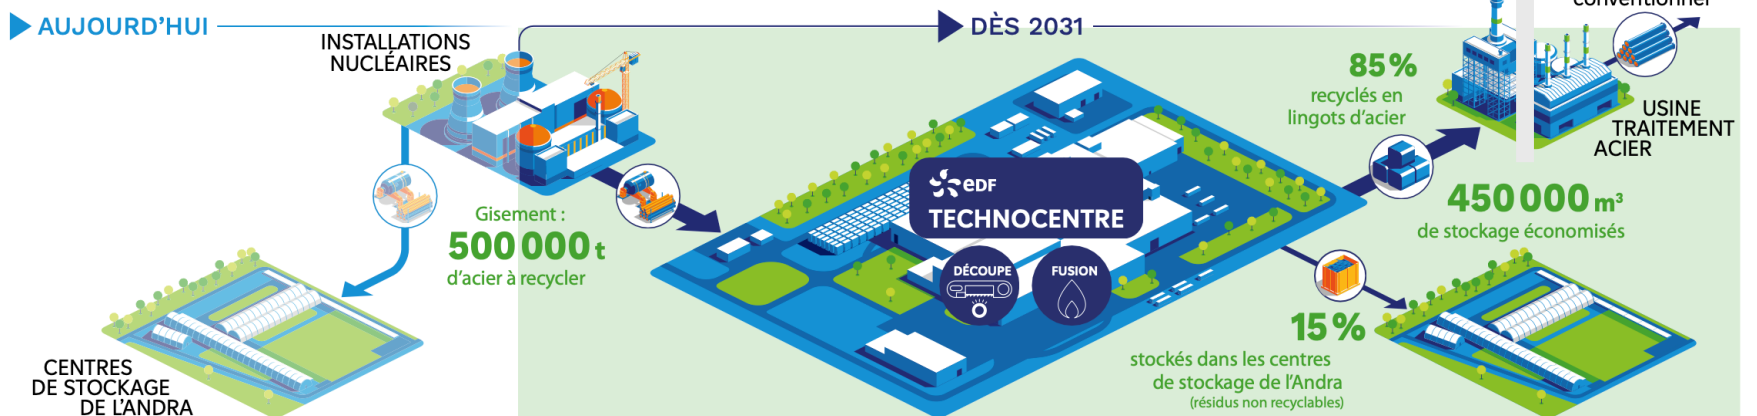 AUJOURD'HUI
INSTALLATIONS
NUCLÉAIRES
CENTRES
DE STOCKAGE
DE L'ANDRA
DÈS 2031
Gisement :
500 000 t
d'acier à recycler
edf
TECHNOCENTRE
DÉCOUPE
FUSION
85 %
recyclés en
lingots d'acier
conventionnel
USINE
TRAITEMENT
ACIER
450 000 m³
de stockage économisés
15 %
stockés dans les centres
de stockage de l'Andra
(résidus non recyclables)